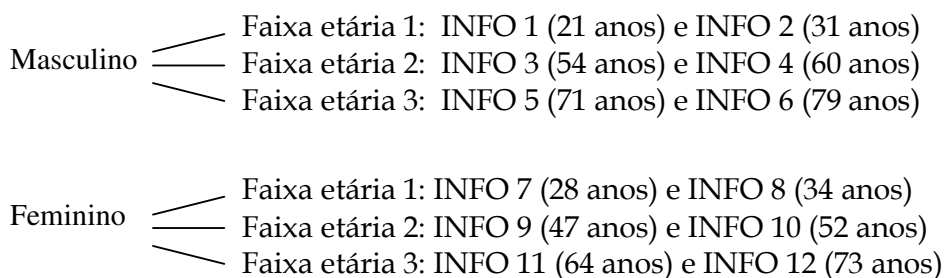 Faixa etária 1: INFO 1 (21 anos) e INFO 2 (31 anos)
Masculino
Faixa etária 2: INFO 3 (54 anos) e INFO 4 (60 anos)
Faixa etária 3: INFO 5 (71 anos) e INFO 6 (79 anos)
Faixa etária 1: INFO 7 (28 anos) e INFO 8 (34 anos)
Feminino
Faixa etária 2: INFO 9 (47 anos) e INFO 10 (52 anos)
Faixa etária 3: INFO 11 (64 anos) e INFO 12 (73 anos)